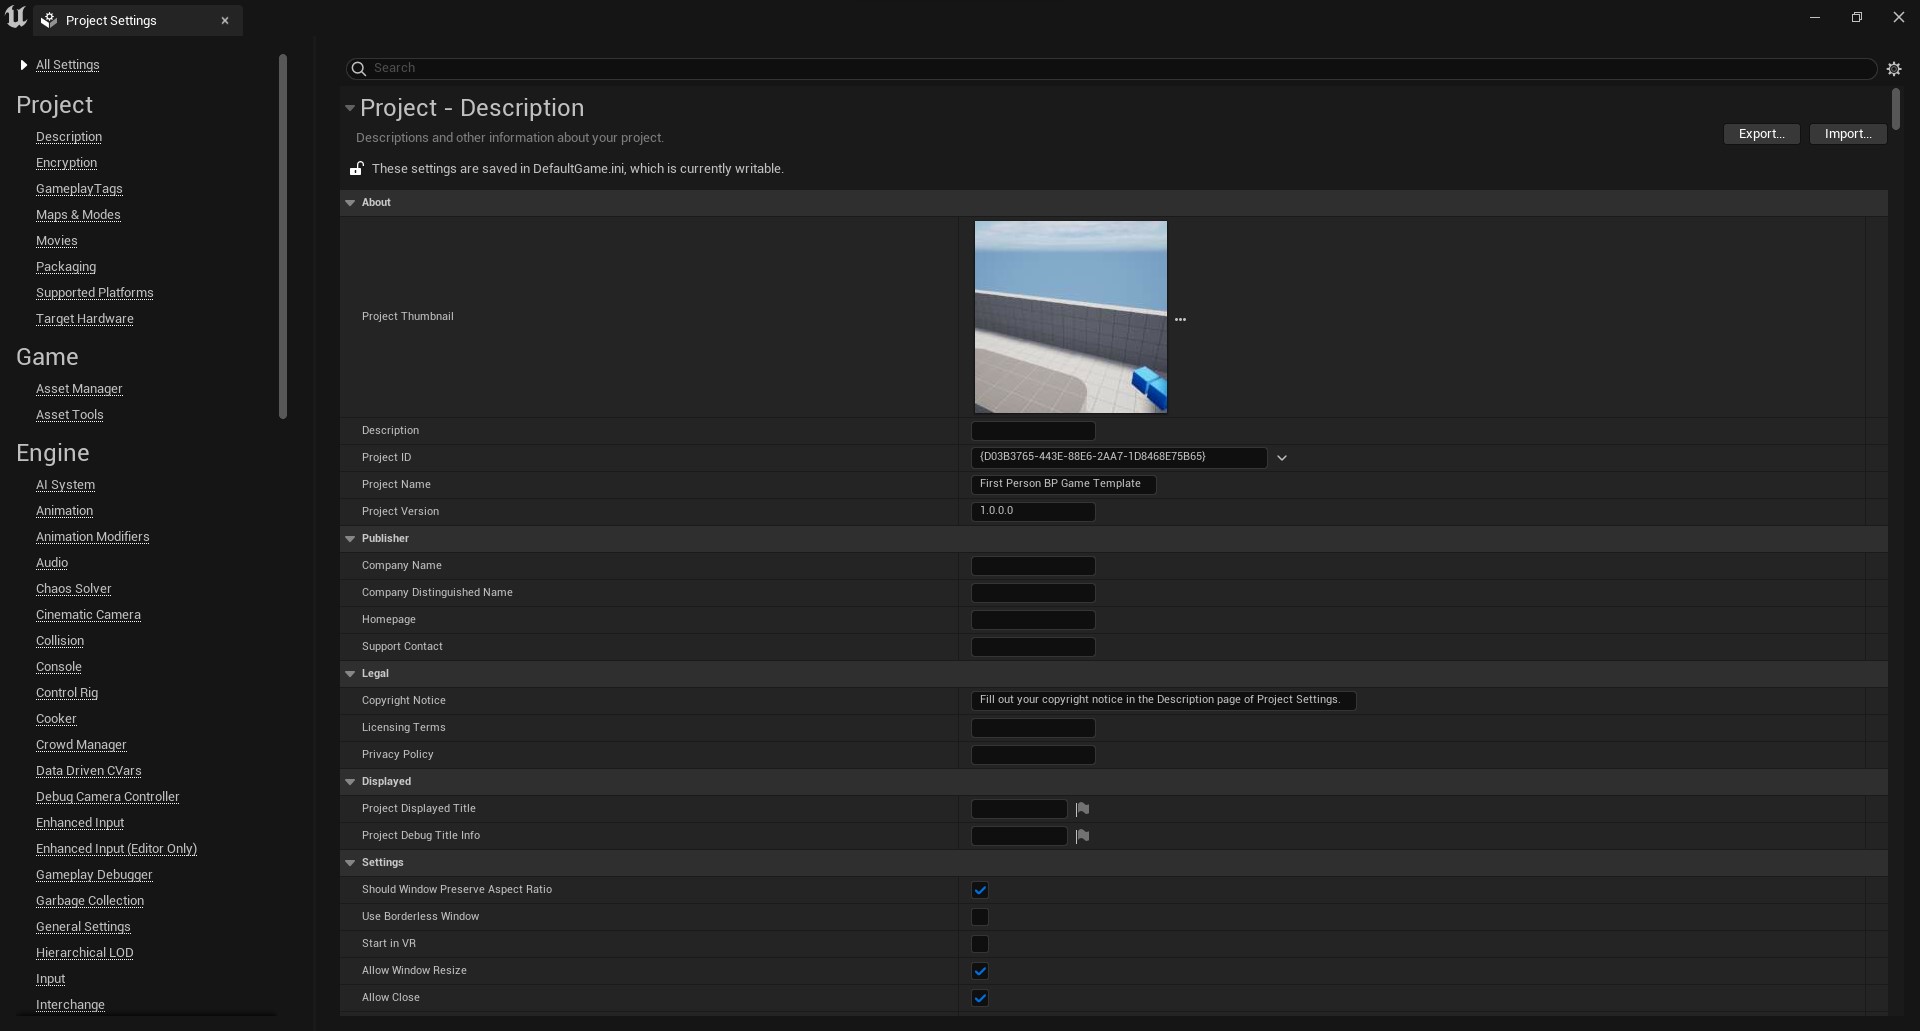 Project Settings
All Settings
Project
Description
Encryption
GameplayTags
Maps & Modes
Movies
Packaging
Supported Platforms
Target Hardware
Game
Asset Manager
Asset Tools
Engine
AI System
Animation
Animation Modifiers
Audio
Chaos Solver
Cinematic Camera
Collision
Console
Control Rig
Cooker
Crowd Manager
Data Driven CVars
Debug Camera Controller
Enhanced Input
Enhanced Input (Editor Only)
Gameplay Debugger
Garbage Collection
General Settings
Hierarchical LOD
Input
Interchange
Search
Project - Description
Descriptions and other information about your project.
Export...
Import...
These settings are saved in DefaultGame.ini, which is currently writable.
About
Project Thumbnail
Description
Project ID
{D03B3765-443E-88E6-2AA7-1D8468E75B65}
Project Name
First Person BP Game Template
Project Version
1.0.0.0
Publisher
Company Name
Company Distinguished Name
Homepage
Support Contact
Legal
Copyright Notice
Fill out your copyright notice in the Description page of Project Settings.
Licensing Terms
Privacy Policy
Displayed
Project Displayed Title
Project Debug Title Info
Settings
Should Window Preserve Aspect Ratio
Use Borderless Window
Start in VR
Allow Window Resize
Allow Close